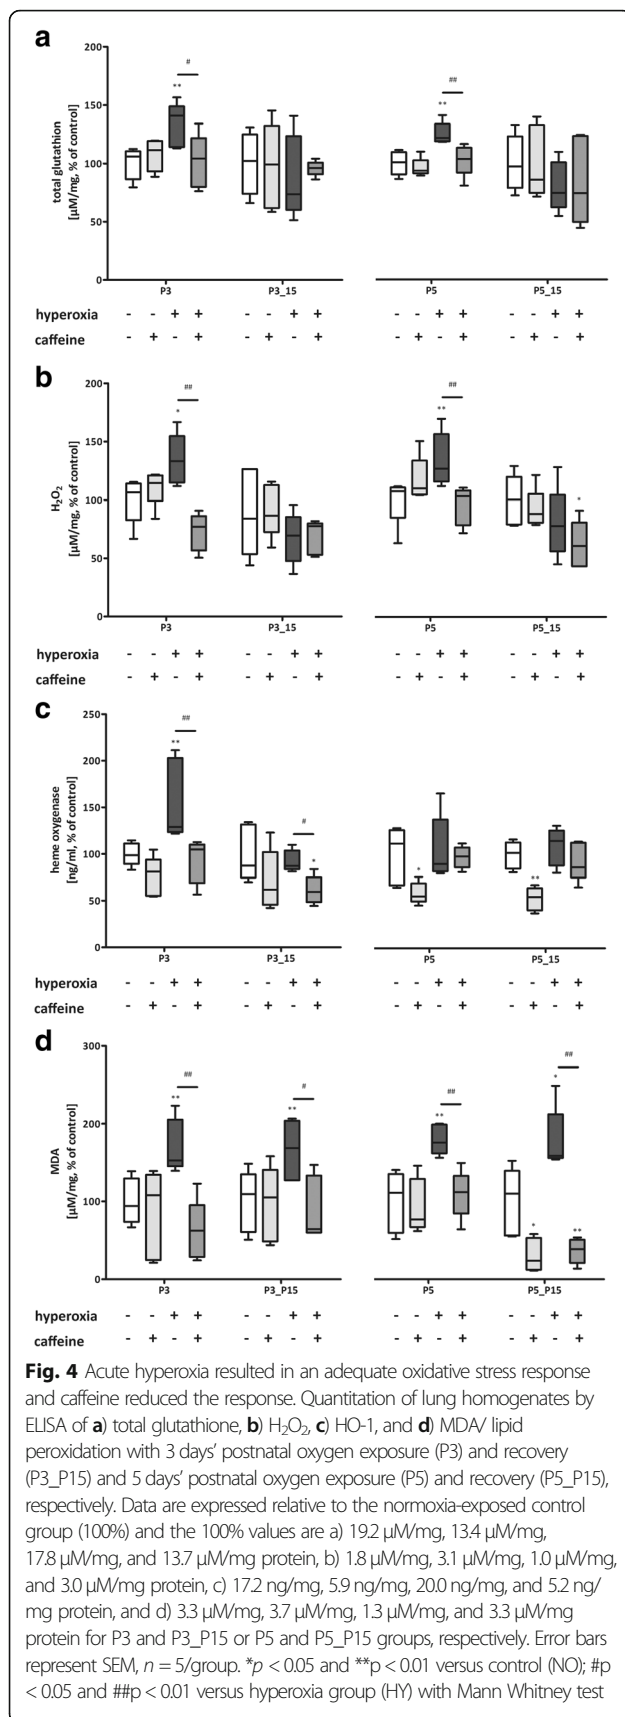 a
total glutathion
[µM/mg, % of control]
200
150
100
50
0
** # ** ##
P3 P3_15 P5 P5_15
hyperoxia - - + + - - + + - - + + - - + +
caffeine - + - + - + - + - + - + - + - +
b
H₂O₂
[µM/mg, % of control]
200
150
100
50
0
* ## ** ## *
P3 P3_15 P5 P5_15
hyperoxia - - + + - - + + - - + + - - + +
caffeine - + - + - + - + - + - + - + - +
c
heme oxygenase
[ng/ml, % of control]
250
200
150
100
50
0
** ## # * * **
P3 P3_15 P5 P5_15
hyperoxia - - + + - - + + - - + + - - + +
caffeine - + - + - + - + - + - + - + - +
d
MDA
[µM/mg, % of control]
300
200
100
0
** ## ** # ** ## * * ## **
P3 P3_P15 P5 P5_P15
hyperoxia - - + + - - + + - - + + - - + +
caffeine - + - + - + - + - + - + - + - +
Fig. 4 Acute hyperoxia resulted in an adequate oxidative stress response
and caffeine reduced the response. Quantitation of lung homogenates by
ELISA of a) total glutathione, b) H₂O₂, c) HO-1, and d) MDA/ lipid
peroxidation with 3 days’ postnatal oxygen exposure (P3) and recovery
(P3_P15) and 5 days’ postnatal oxygen exposure (P5) and recovery (P5_P15),
respectively. Data are expressed relative to the normoxia-exposed control
group (100%) and the 100% values are a) 19.2 µM/mg, 13.4 µM/mg,
17.8 µM/mg, and 13.7 µM/mg protein, b) 1.8 µM/mg, 3.1 µM/mg, 1.0 µM/mg,
and 3.0 µM/mg protein, c) 17.2 ng/mg, 5.9 ng/mg, 20.0 ng/mg, and 5.2 ng/
mg protein, and d) 3.3 µM/mg, 3.7 µM/mg, 1.3 µM/mg, and 3.3 µM/mg
protein for P3 and P3_P15 or P5 and P5_P15 groups, respectively. Error bars
represent SEM, n = 5/group. *p < 0.05 and **p < 0.01 versus control (NO); #p
< 0.05 and ##p < 0.01 versus hyperoxia group (HY) with Mann Whitney test